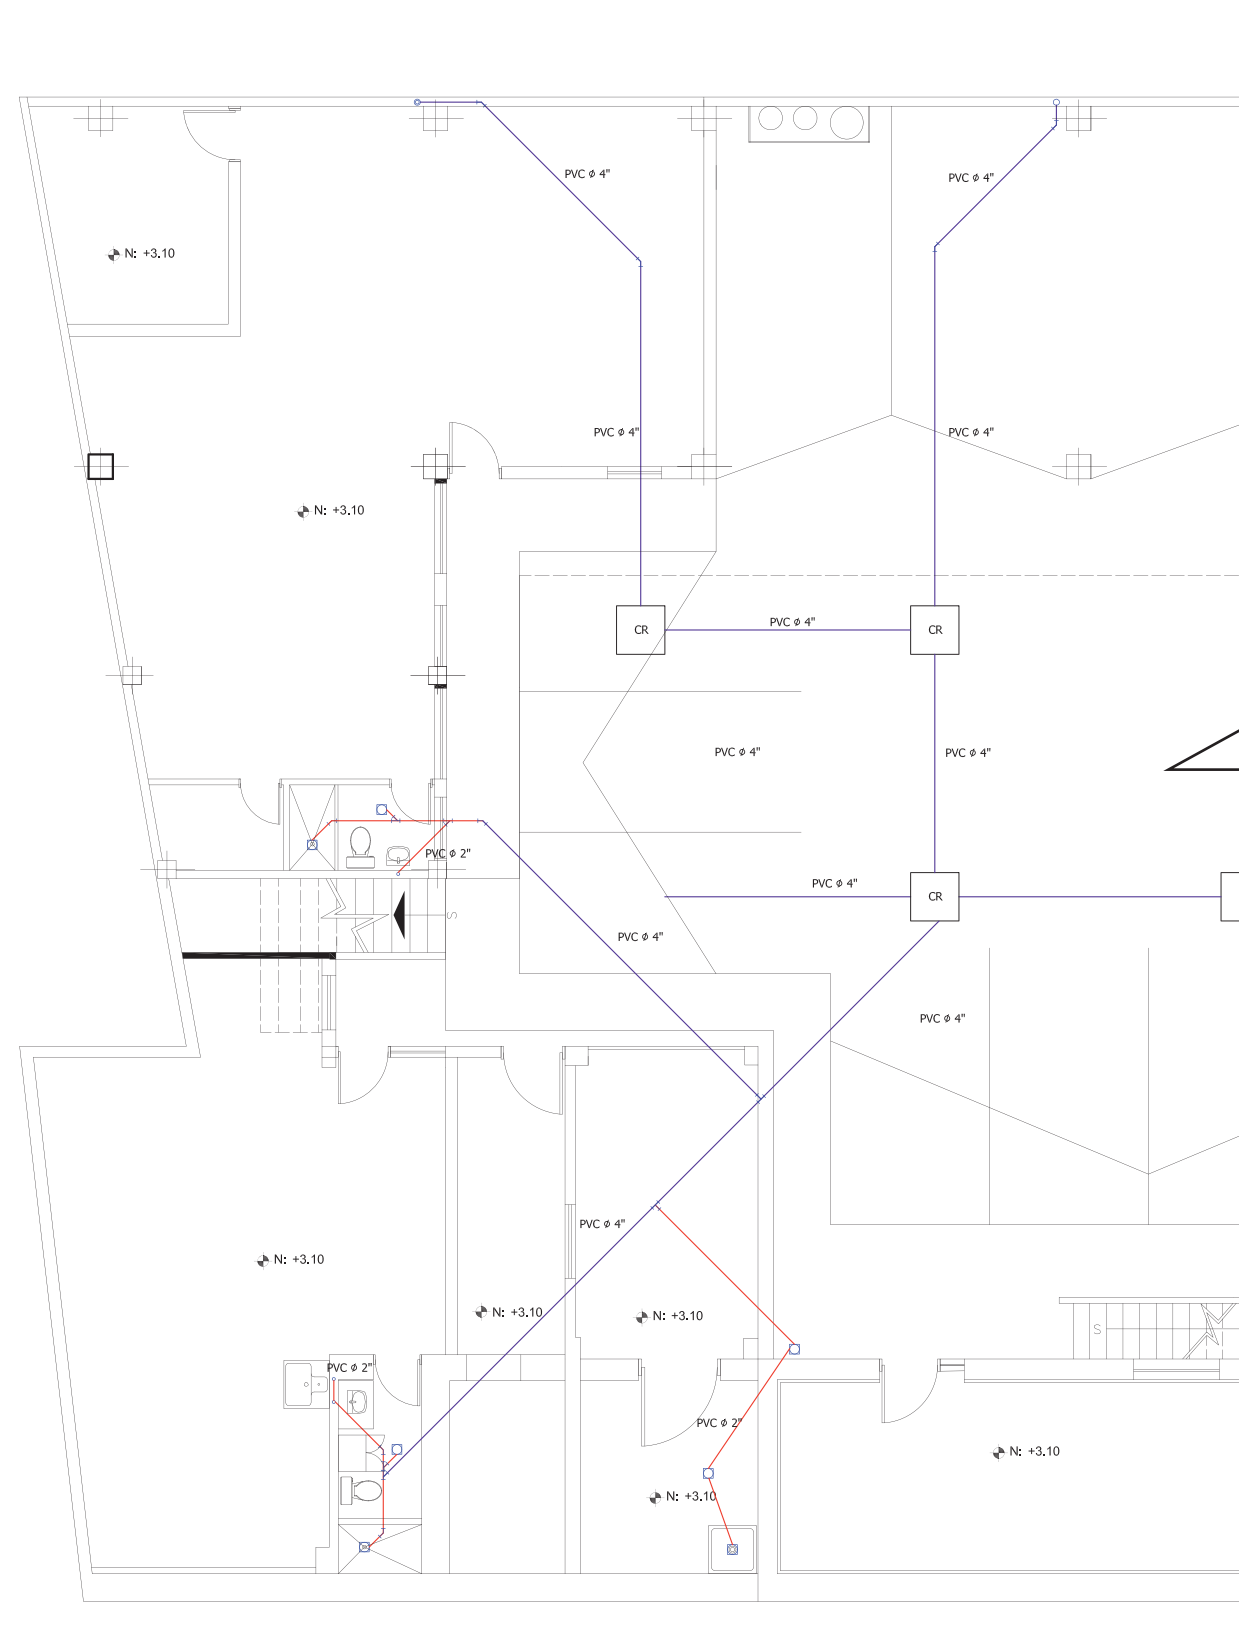 PVC ø 4"
PVC ø 4"
N: +3.10
PVC ø 4"
PVC ø 4"
N: +3.10
PVC ø 4"
CR
CR
PVC ø 4"
PVC ø 4"
PVC ø 2"
PVC ø 4"
CR
S
PVC ø 4"
PVC ø 4"
PVC ø 4"
N: +3.10
N: +3.10
N: +3.10
S
PVC ø 2"
PVC ø 2"
N: +3.10
N: +3.10